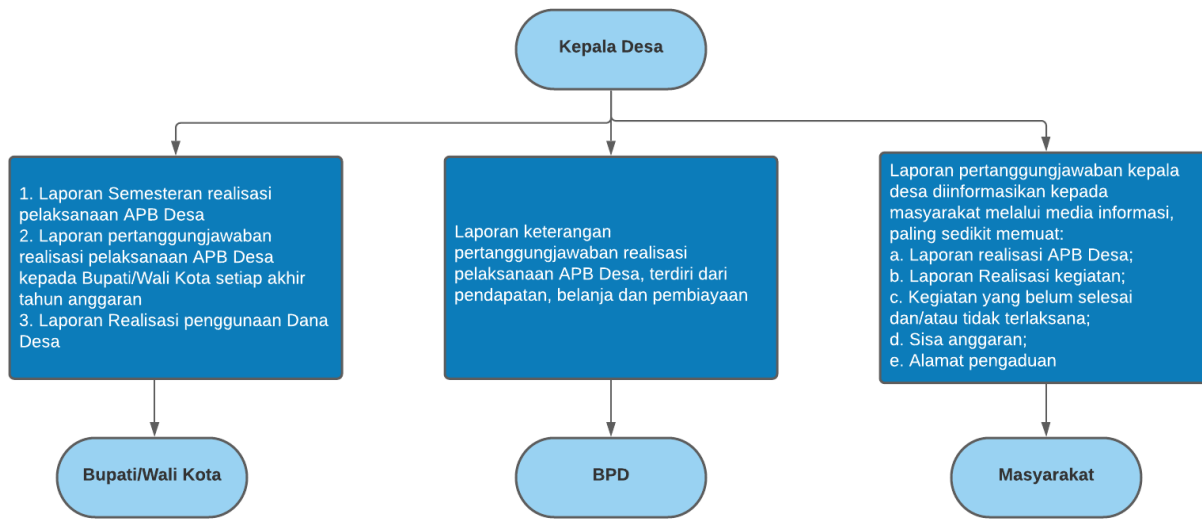 Kepala Desa
1. Laporan Semesteran realisasi
pelaksanaan APB Desa
2. Laporan pertanggungjawaban
realisasi pelaksanaan APB Desa
kepada Bupati/Wali Kota setiap akhir
tahun anggaran
3. Laporan Realisasi penggunaan Dana
Desa
Laporan keterangan
pertanggungjawaban realisasi
pelaksanaan APB Desa, terdiri dari
pendapatan, belanja dan pembiayaan
Laporan pertanggungjawaban kepala
desa diinformasikan kepada
masyarakat melalui media informasi,
paling sedikit memuat:
a. Laporan realisasi APB Desa;
b. Laporan Realisasi kegiatan;
c. Kegiatan yang belum selesai
dan/atau tidak terlaksana;
d. Sisa anggaran;
e. Alamat pengaduan
Bupati/Wali Kota
BPD
Masyarakat